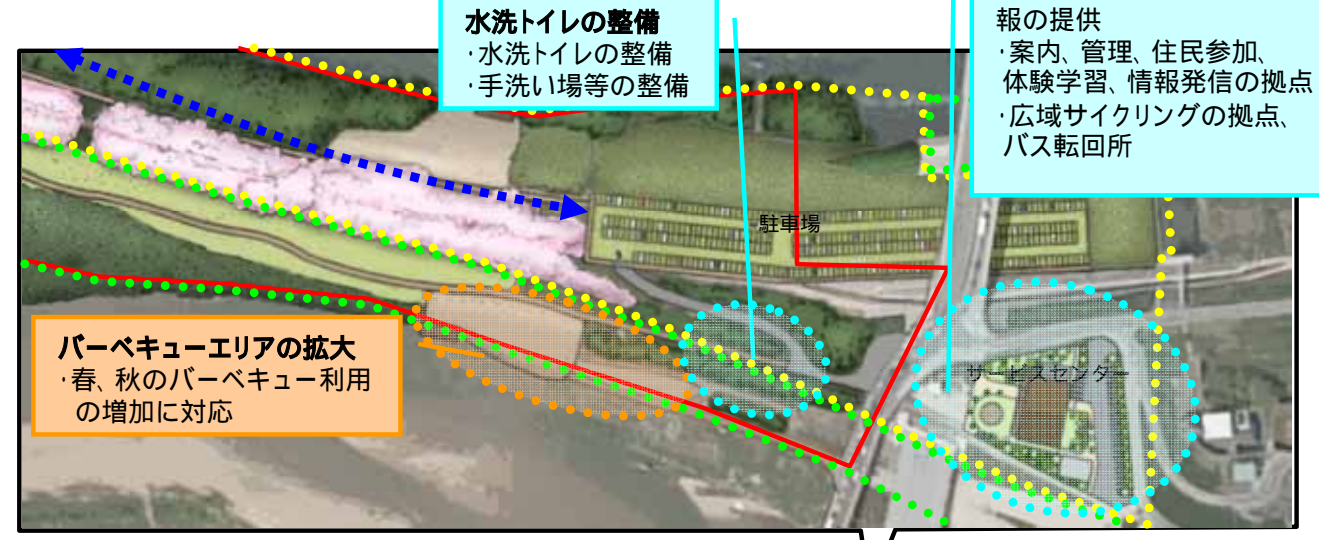 水洗トイレの整備
・水洗トイレの整備
・手洗い場等の整備
報の提供
・案内、管理、住民参加、
体験学習、情報発信の拠点
・広域サイクリングの拠点、
バス転回所
駐車場
サービスセンター
バーベキューエリアの拡大
・春、秋のバーベキュー利用
の増加に対応